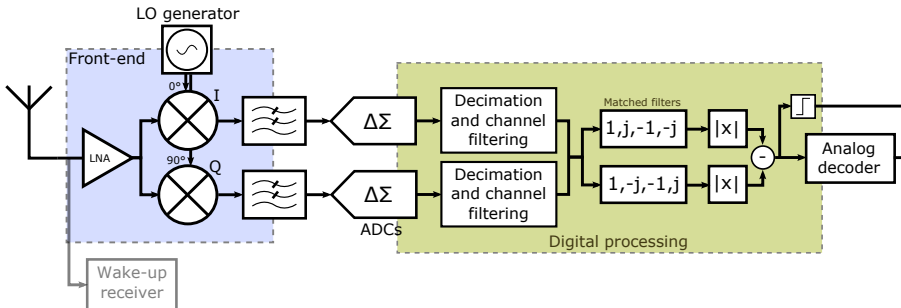 LO generator
Front-end
0°
I
LNA
90°
Q
ΔΣ
ΔΣ
ADCs
Decimation
and channel
filtering
Decimation
and channel
filtering
Matched filters
1,j,-1,-j
|x|
1,-j,-1,j
|x|
-
Analog
decoder
Digital processing
Wake-up
receiver